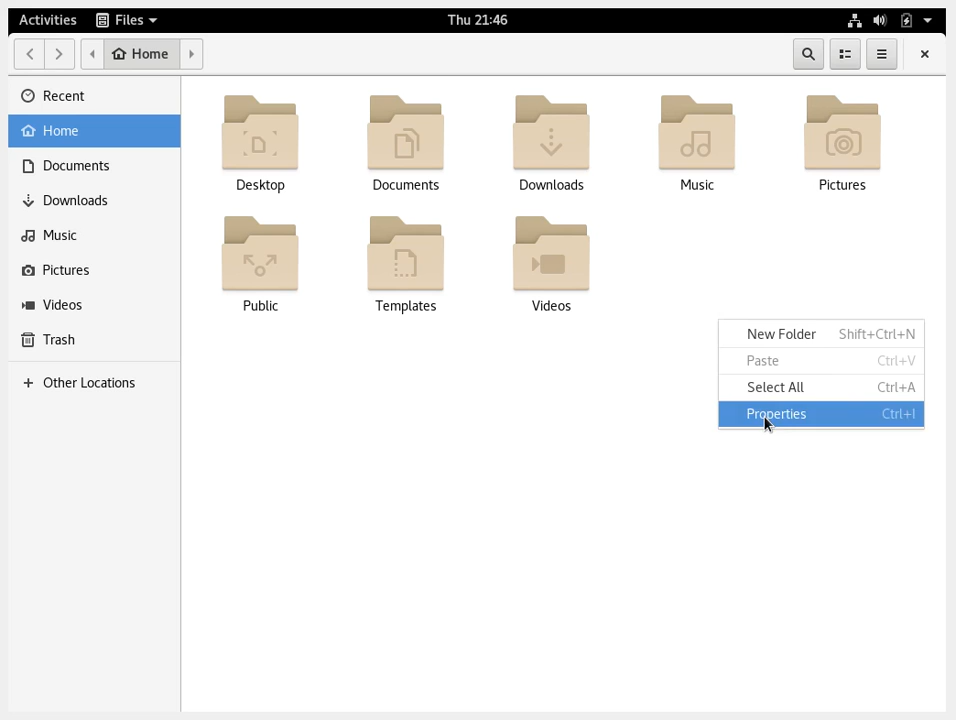 Activities Files Thu 21:46
Home
Recent
Home
Documents
Downloads
Music
Pictures
Videos
Trash
Other Locations
Desktop Documents Downloads Music Pictures
Public Templates Videos
New Folder Shift+Ctrl+N
Paste Ctrl+V
Select All Ctrl+A
Properties Ctrl+I